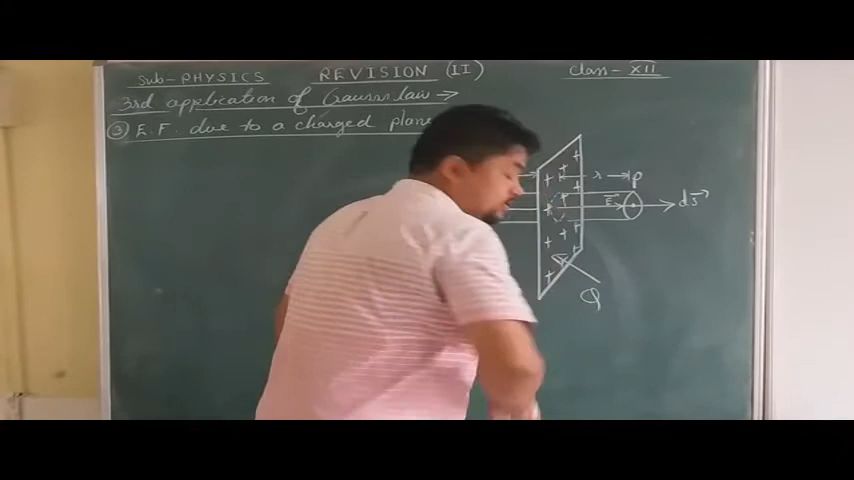 Sub-PHYSICS REVISION (II) Class-XII
3rd application of Gauss's law →
③ E.F. due to a charged plane
r P
E ds
Q